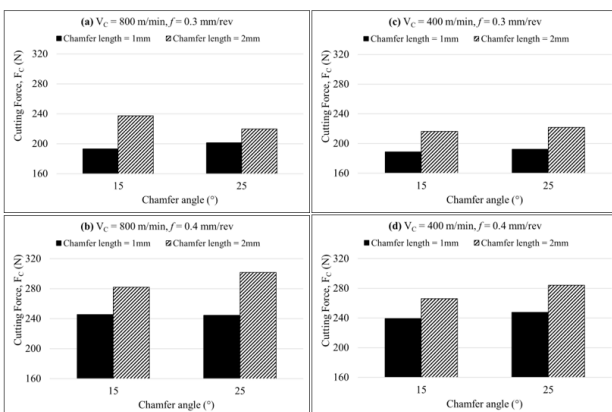 (a) V_C = 800 m/min, f = 0.3 mm/rev
Chamfer length = 1mm Chamfer length = 2mm
Cutting Force, F_C (N)
320
280
240
200
160
15 25
Chamfer angle (°)
(c) V_C = 400 m/min, f = 0.3 mm/rev
Chamfer length = 1mm Chamfer length = 2mm
Cutting Force, F_C (N)
320
280
240
200
160
15 25
Chamfer angle (°)
(b) V_C = 800 m/min, f = 0.4 mm/rev
Chamfer length = 1mm Chamfer length = 2mm
Cutting Force, F_C (N)
320
280
240
200
160
15 25
Chamfer angle (°)
(d) V_C = 400 m/min, f = 0.4 mm/rev
Chamfer length = 1mm Chamfer length = 2mm
Cutting Force, F_C (N)
320
280
240
200
160
15 25
Chamfer angle (°)